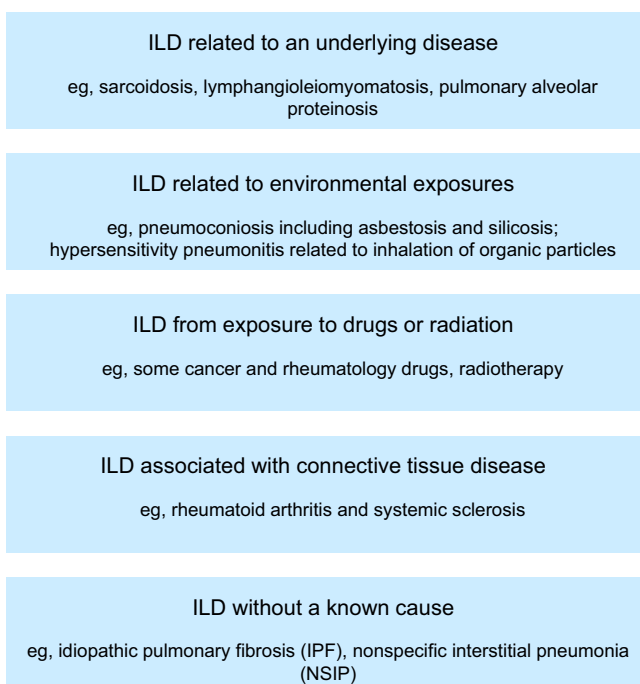 ILD related to an underlying disease
eg, sarcoidosis, lymphangioleiomyomatosis, pulmonary alveolar
proteinosis
ILD related to environmental exposures
eg, pneumoconiosis including asbestosis and silicosis;
hypersensitivity pneumonitis related to inhalation of organic particles
ILD from exposure to drugs or radiation
eg, some cancer and rheumatology drugs, radiotherapy
ILD associated with connective tissue disease
eg, rheumatoid arthritis and systemic sclerosis
ILD without a known cause
eg, idiopathic pulmonary fibrosis (IPF), nonspecific interstitial pneumonia
(NSIP)